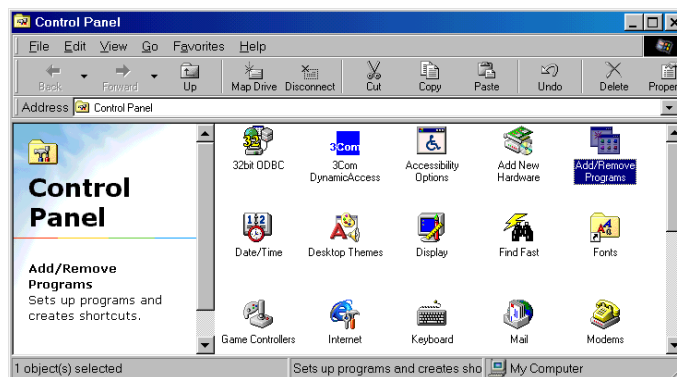 Control Panel
File Edit View Go Favorites Help
Back Forward Up Map Drive Disconnect Cut Copy Paste Undo Delete Proper
Address Control Panel
Control
Panel
Add/Remove
Programs
Sets up programs and
creates shortcuts.
32
3Com
32bit ODBC
3Com
DynamicAccess
Accessibility
Options
Add New
Hardware
Add/Remove
Programs
Date/Time
Desktop Themes
Display
Find Fast
Fonts
Game Controllers
Internet
Keyboard
Mail
Modems
1 object(s) selected
Sets up programs and creates sho
My Computer